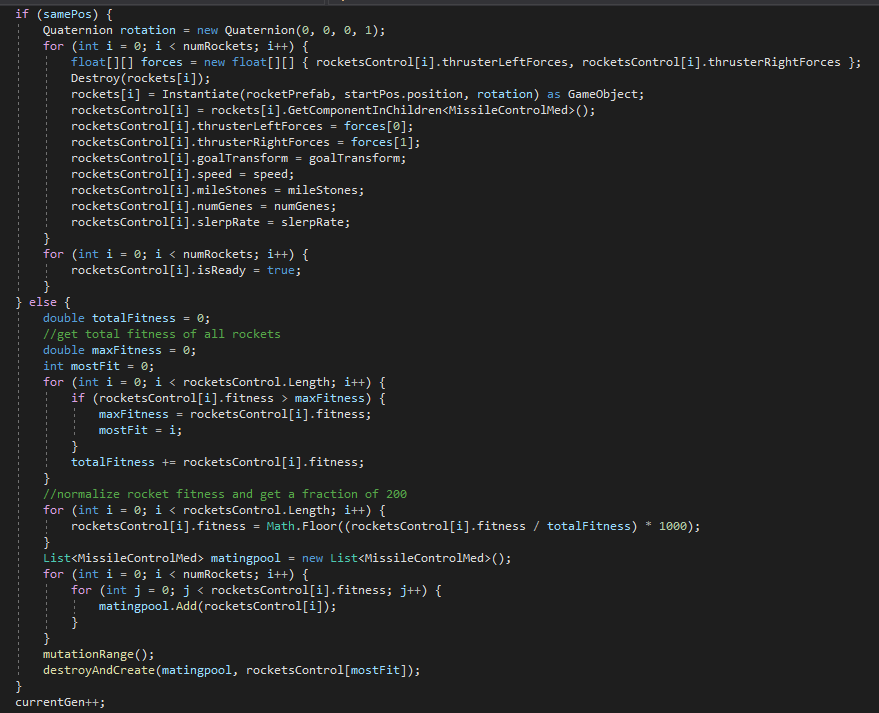 if (samePos) {
    Quaternion rotation = new Quaternion(0, 0, 0, 1);
    for (int i = 0; i < numRockets; i++) {
        float[][] forces = new float[][] { rocketsControl[i].thrusterLeftForces, rocketsControl[i].thrusterRightForces };
        Destroy(rockets[i]);
        rockets[i] = Instantiate(rocketPrefab, startPos.position, rotation) as GameObject;
        rocketsControl[i] = rockets[i].GetComponentInChildren<MissileControlMed>();
        rocketsControl[i].thrusterLeftForces = forces[0];
        rocketsControl[i].thrusterRightForces = forces[1];
        rocketsControl[i].goalTransform = goalTransform;
        rocketsControl[i].speed = speed;
        rocketsControl[i].mileStones = mileStones;
        rocketsControl[i].numGenes = numGenes;
        rocketsControl[i].slerpRate = slerpRate;
    }
    for (int i = 0; i < numRockets; i++) {
        rocketsControl[i].isReady = true;
    }
} else {
    double totalFitness = 0;
    //get total fitness of all rockets
    double maxFitness = 0;
    int mostFit = 0;
    for (int i = 0; i < rocketsControl.Length; i++) {
        if (rocketsControl[i].fitness > maxFitness) {
            maxFitness = rocketsControl[i].fitness;
            mostFit = i;
        }
        totalFitness += rocketsControl[i].fitness;
    }
    //normalize rocket fitness and get a fraction of 200
    for (int i = 0; i < rocketsControl.Length; i++) {
        rocketsControl[i].fitness = Math.Floor((rocketsControl[i].fitness / totalFitness) * 1000);
    }
    List<MissileControlMed> matingpool = new List<MissileControlMed>();
    for (int i = 0; i < numRockets; i++) {
        for (int j = 0; j < rocketsControl[i].fitness; j++) {
            matingpool.Add(rocketsControl[i]);
        }
    }
    mutationRange();
    destroyAndCreate(matingpool, rocketsControl[mostFit]);
}
currentGen++;